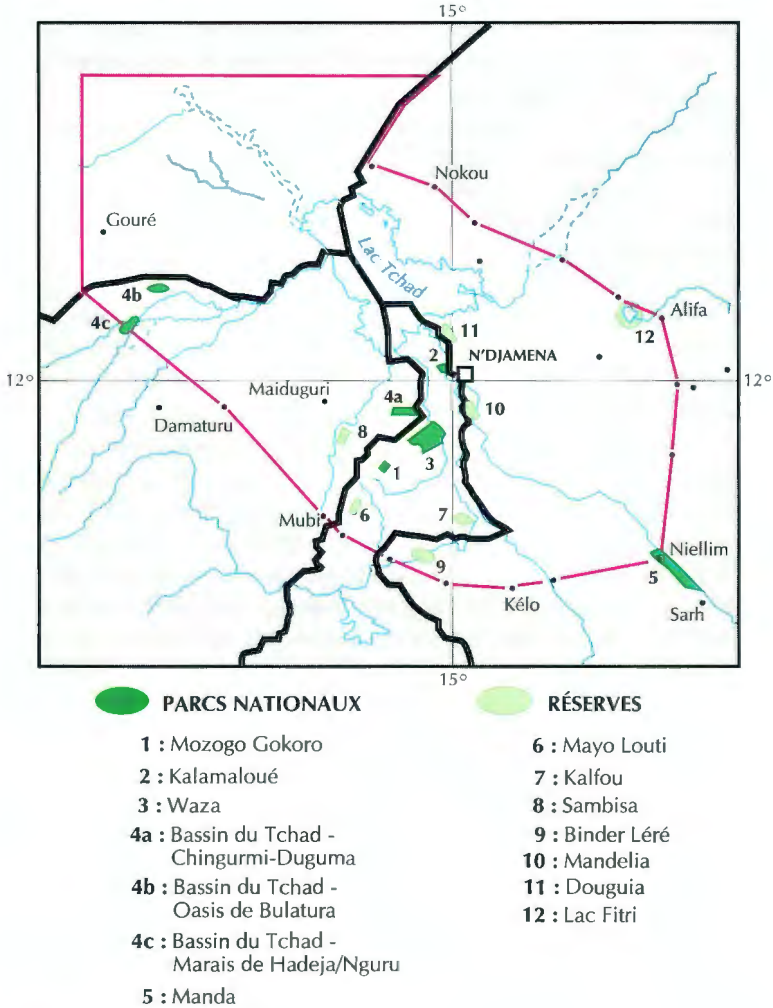 15°
Nokou
Gouré
Lac Tchad
4b
4c
11
Alifa
12
2
N'DJAMENA
12°
12°
Maiduguri
4a
10
Damaturu
8
3
1
Mubi
6
7
Niellim
9
5
Kélo
Sarh
15°
PARCS NATIONAUX
1 : Mozogo Gokoro
2 : Kalamaloué
3 : Waza
4a : Bassin du Tchad -
Chingurmi-Duguma
4b : Bassin du Tchad -
Oasis de Bulatura
4c : Bassin du Tchad -
Marais de Hadeja/Nguru
5 : Manda
RÉSERVES
6 : Mayo Louti
7 : Kalfou
8 : Sambisa
9 : Binder Léré
10 : Mandelia
11 : Douguia
12 : Lac Fitri